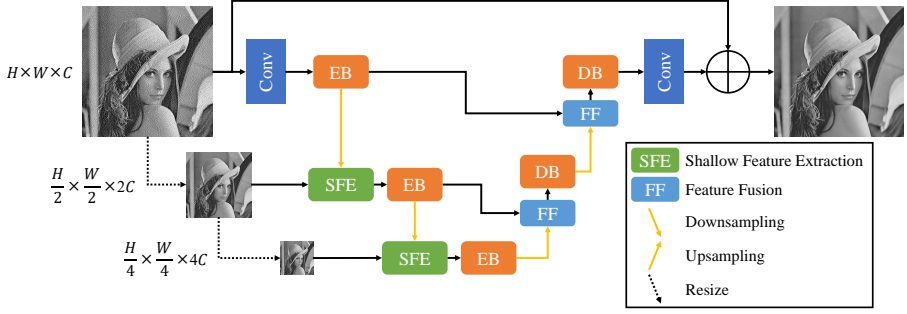 H×W×C
Conv
EB
DB
Conv
FF
H/2 × W/2 ×2C
SFE
EB
DB
FF
H/4 × W/4 ×4C
SFE
EB
SFE Shallow Feature Extraction
FF Feature Fusion
Downsampling
Upsampling
Resize